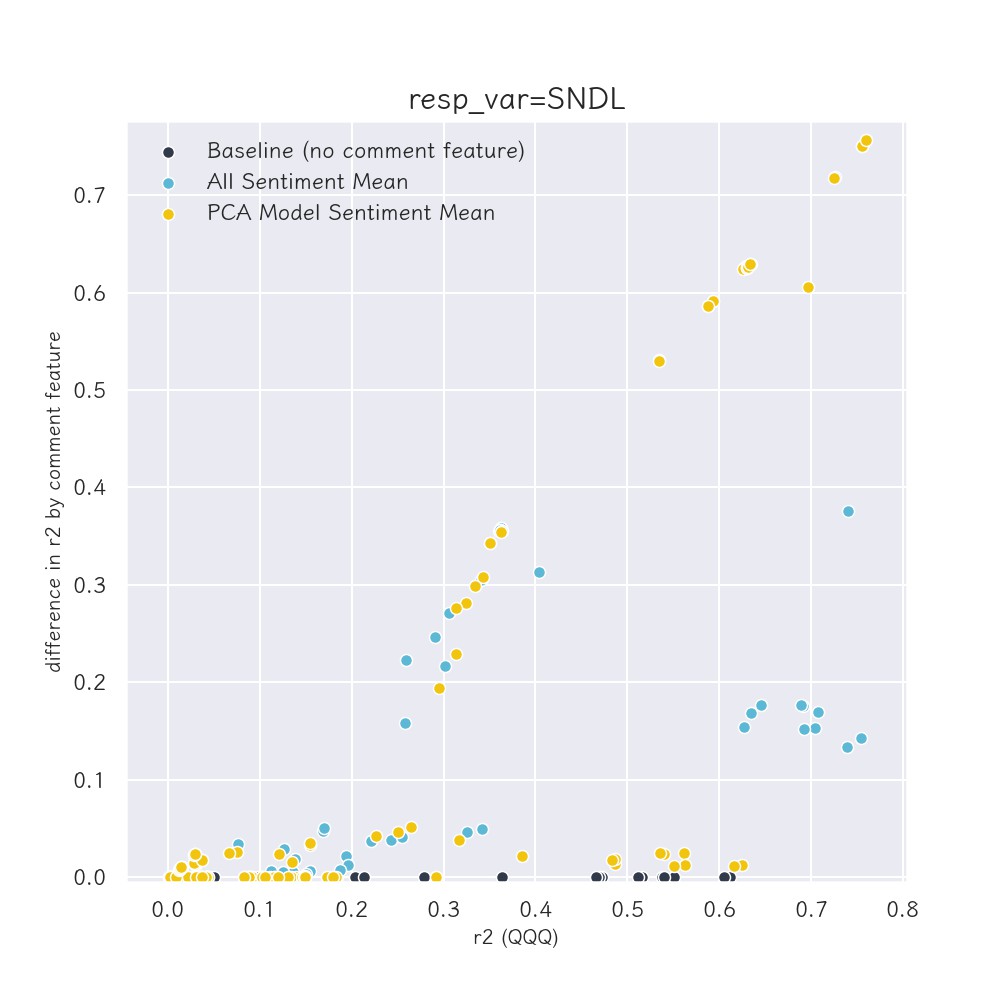 resp_var=SNDL
Baseline (no comment feature)
All Sentiment Mean
PCA Model Sentiment Mean
difference in r2 by comment feature
0.7
0.6
0.5
0.4
0.3
0.2
0.1
0.0
0.0 0.1 0.2 0.3 0.4 0.5 0.6 0.7 0.8
r2 (QQQ)